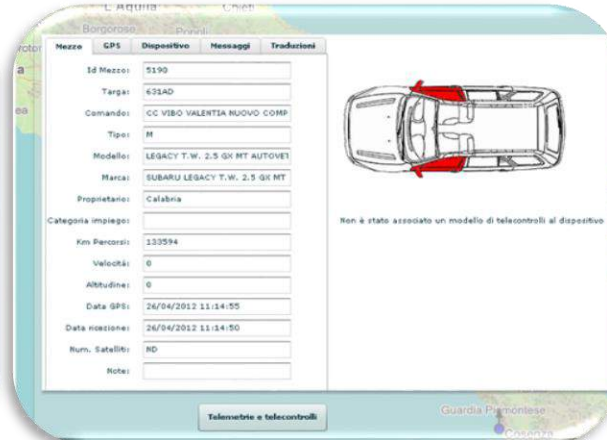 L'Aquila
Chieti
Borgorose
Popoli
Mezzo GPS Dispositivo Messaggi Traduzioni
Id Mezzo: 5190
Targa: 631AD
Comando: CC VIBO VALENTIA NUOVO COMP
Tipo: M
Modello: LEGACY T.W. 2.5 GX MT AUTOVET
Marca: SUBARU LEGACY T.W. 2.5 GX MT
Proprietario: Calabria
Categoria impiego:
Km Percorsi: 133594
Velocità: 0
Altitudine: 0
Data GPS: 26/04/2012 11:14:55
Data ricezione: 26/04/2012 11:14:50
Num. Satelliti: ND
Note:
Non è stato associato un modello di telecontrolli al dispositivo
Telemetrie e telecontrolli
Guardia Piemontese
Cosenza